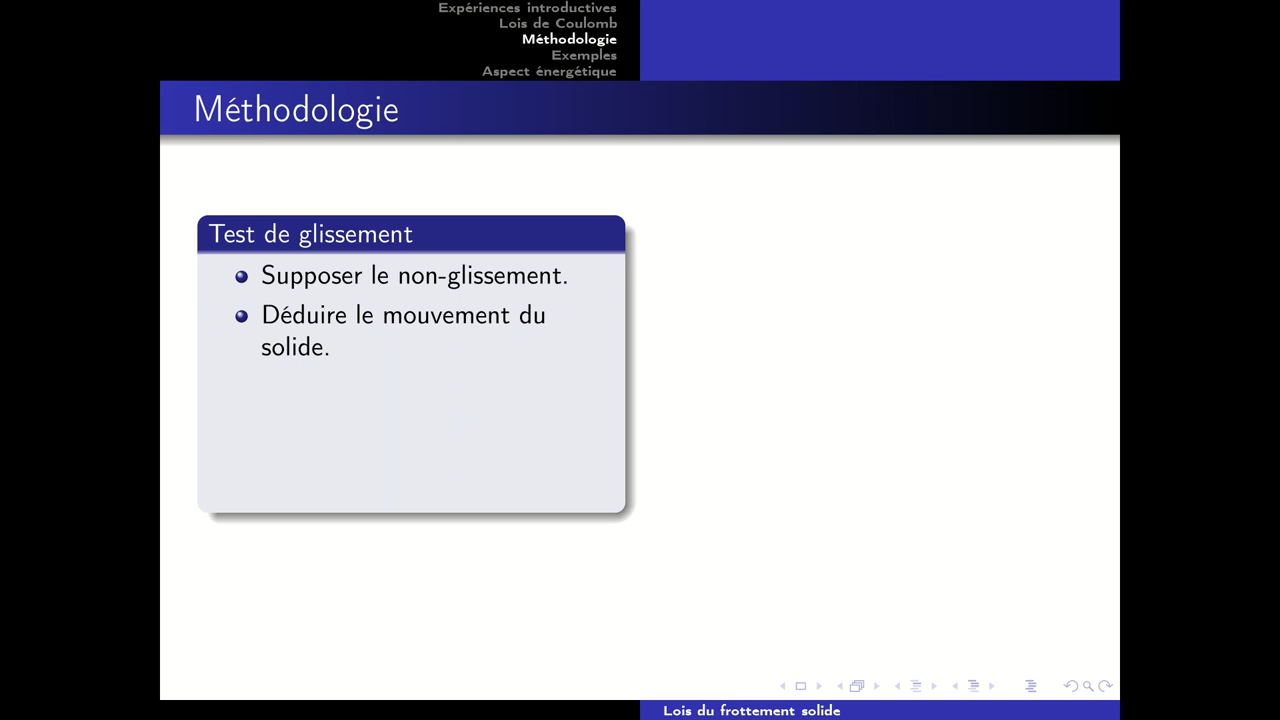 Expériences introductives
Lois de Coulomb
Méthodologie
Exemples
Aspect énergétique
Méthodologie
Test de glissement
Supposer le non-glissement.
Déduire le mouvement du
solide.
Lois du frottement solide